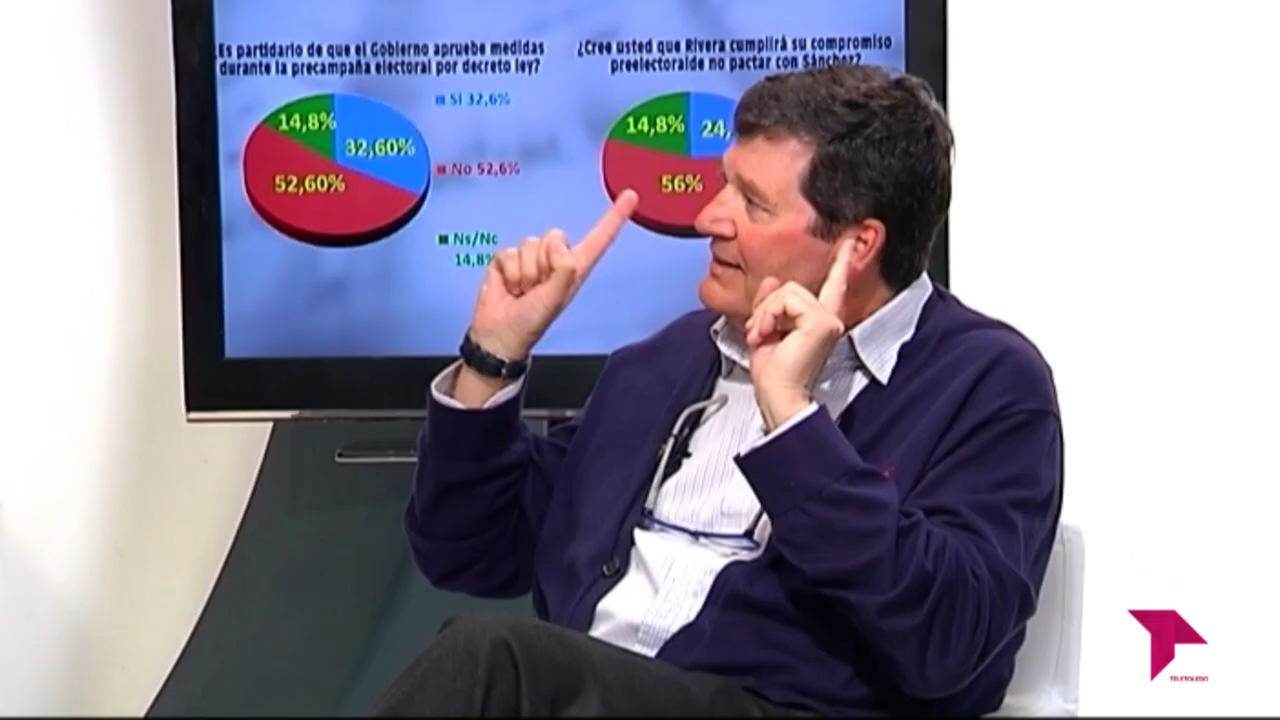 ¿Es partidario de que el Gobierno apruebe medidas
durante la precampaña electoral por decreto ley?
14,8%
32,60%
52,60%
Si 32,6%
No 52,6%
Ns/Nc
14,8%
¿Cree usted que Rivera cumplirá su compromiso
preelectoralde no pactar con Sánchez?
14,8%
24,
56%
TELETOLEDO